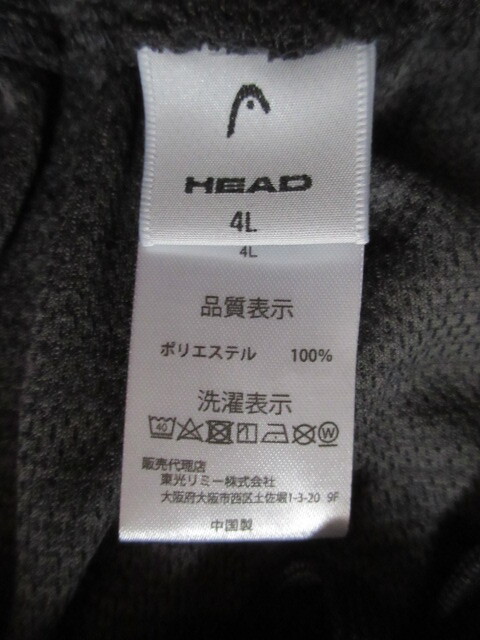 HEAD
4L
4L
品質表示
ポリエステル 100%
洗濯表示
40 W
販売代理店
東光リミー株式会社
大阪府大阪市西区土佐堀1-3-20 9F
中国製